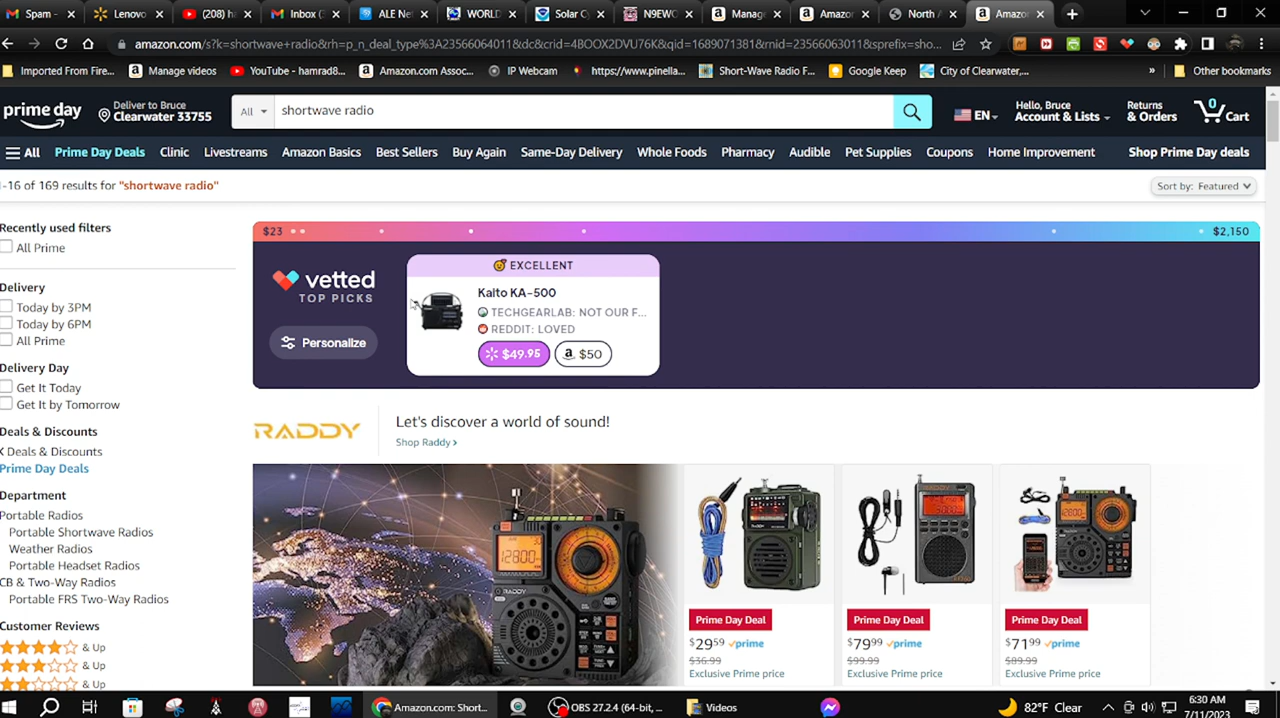 Spam -
Lenovo
(208) h
Inbox (3
ALE Net
WORLD
Solar C
N9EWO
Manage
Amazon
North A
Amazo
amazon.com/s?k=shortwave+radio&rh=p_n_deal_type%3A23566064011&dc&crid=4BOOX2DVU76K&qid=1689071381&rnid=23566063011&sprefix=sho...
Imported From Fire...
Manage videos
YouTube - hamrad8...
Amazon.com Assoc...
IP Webcam
https://www.pinella...
Short-Wave Radio F...
Google Keep
City of Clearwater,...
»
Other bookmarks
prime day
Deliver to Bruce
Clearwater 33755
All
shortwave radio
EN
Hello, Bruce
Account & Lists
Returns
& Orders
0
Cart
All
Prime Day Deals
Clinic
Livestreams
Amazon Basics
Best Sellers
Buy Again
Same-Day Delivery
Whole Foods
Pharmacy
Audible
Pet Supplies
Coupons
Home Improvement
Shop Prime Day deals
1-16 of 169 results for "shortwave radio"
Sort by: Featured
Recently used filters
All Prime
Delivery
Today by 3PM
Today by 6PM
All Prime
Delivery Day
Get It Today
Get it by Tomorrow
Deals & Discounts
Deals & Discounts
Prime Day Deals
Department
Portable Radios
Portable Shortwave Radios
Weather Radios
Portable Headset Radios
CB & Two-Way Radios
Portable FRS Two-Way Radios
Customer Reviews
& Up
& Up
& Up
$23
$2,150
vetted
TOP PICKS
Personalize
EXCELLENT
Kaito KA-500
TECHGEARLAB: NOT OUR F...
REDDIT: LOVED
$49.95
a $50
RADDY
Let's discover a world of sound!
Shop Raddy ›
12800
RADDY
Prime Day Deal
$29 59 prime
$36.99
Exclusive Prime price
Prime Day Deal
$79 99 prime
$99.99
Exclusive Prime price
Prime Day Deal
$71 99 prime
$89.99
Exclusive Prime price
Amazon.com: Short...
OBS 27.2.4 (64-bit, ...
Videos
82°F Clear
6:30 AM
7/11/2023